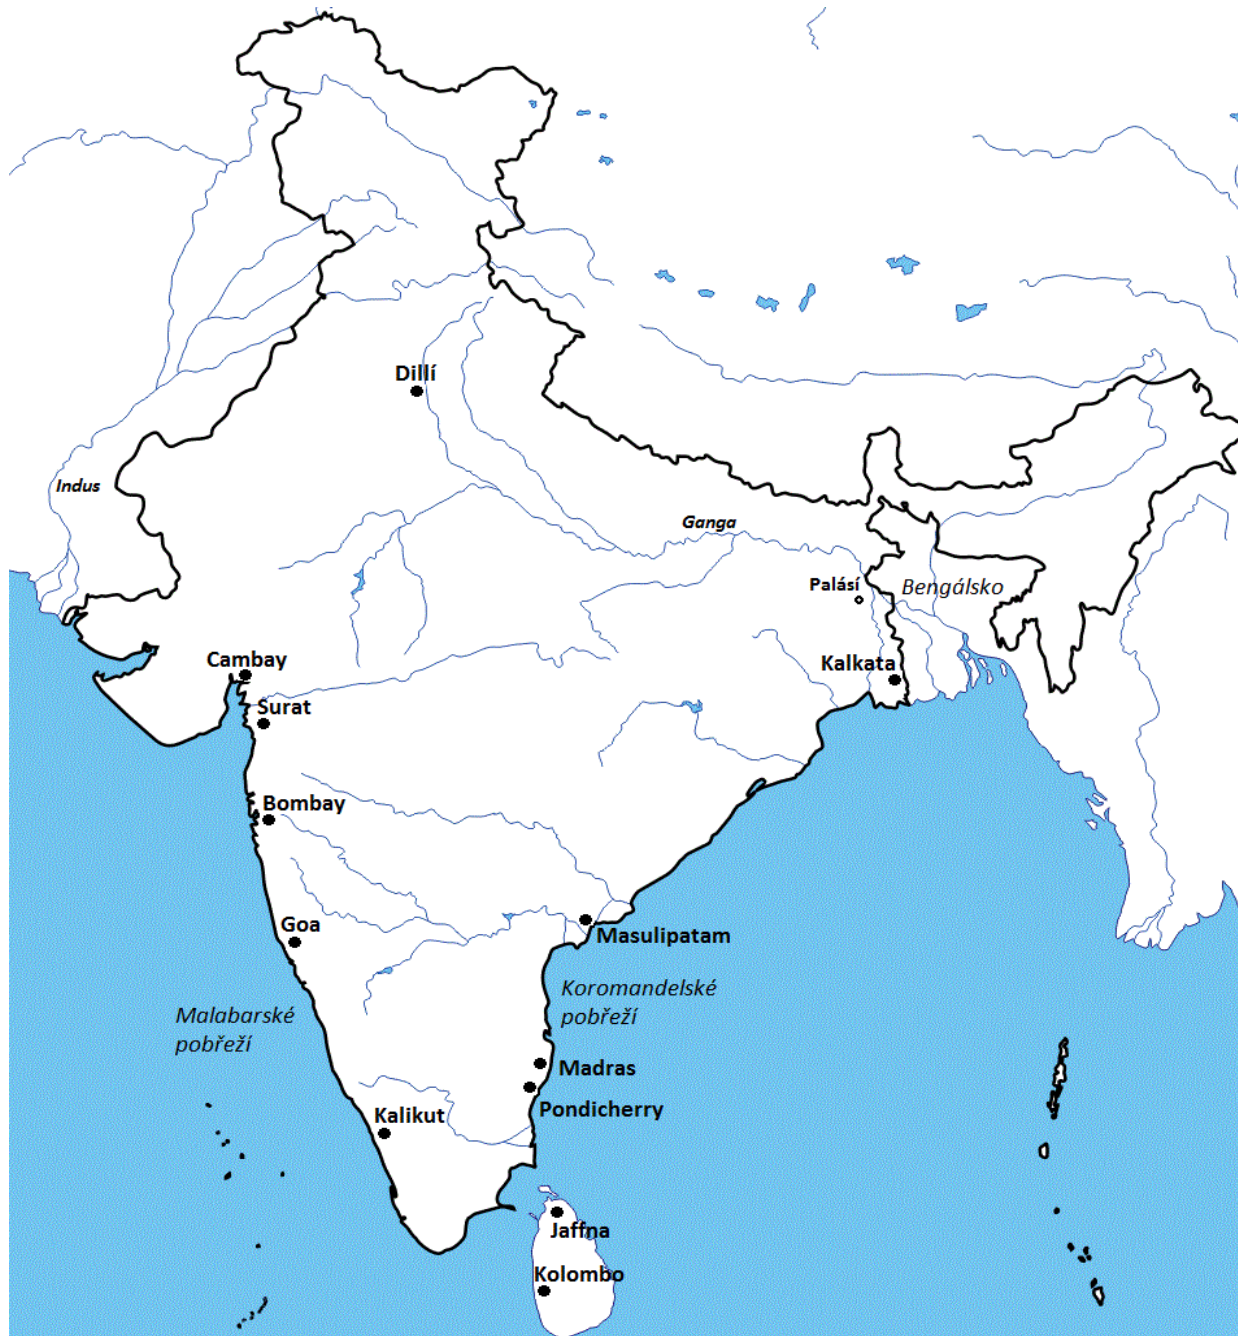 Dillí
Indus
Ganga
Palásí
Bengálsko
Cambay
Kalkata
Surat
Bombay
Goa
Masulipatam
Koromandelské
pobřeží
Malabarské
pobřeží
Madras
Pondicherry
Kalikut
Jaffna
Kolombo